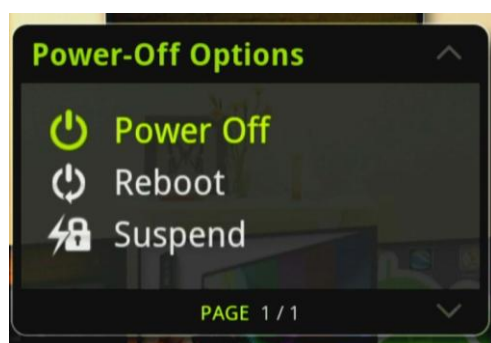 Power-Off Options
Power Off
Reboot
Suspend
PAGE 1 / 1